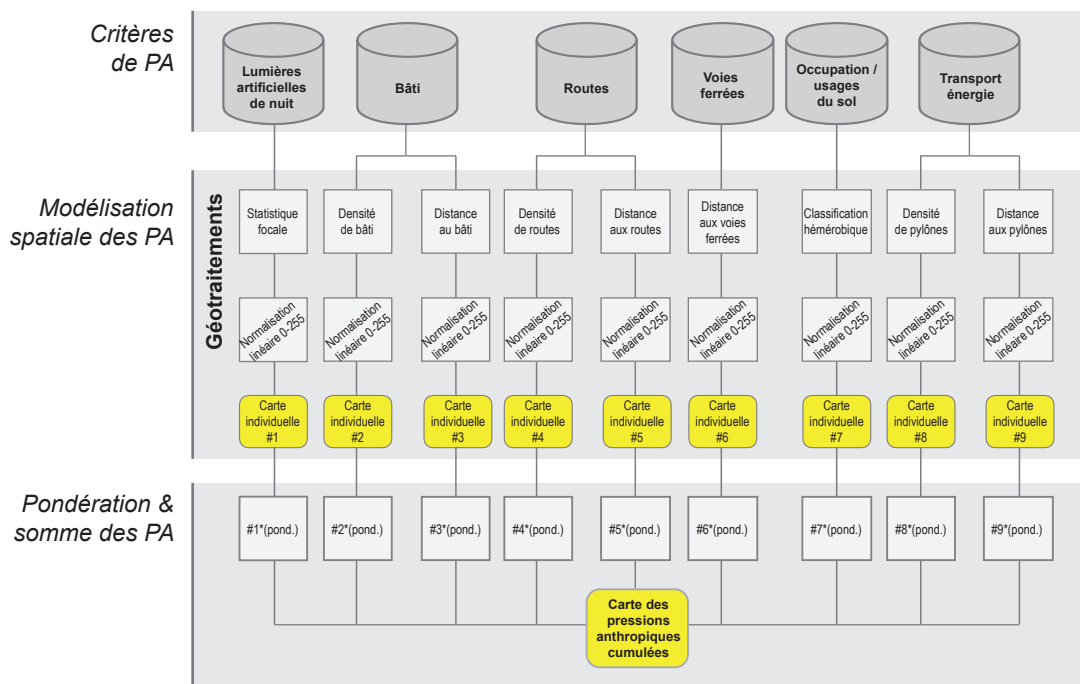 Critères
de PA
Lumières
artificielles
de nuit
Bâti
Routes
Voies
ferrées
Occupation /
usages
du sol
Transport
énergie
Modélisation
spatiale des PA
Géotraitements
Statistique
focale
Densité
de bâti
Distance
au bâti
Densité
de routes
Distance
aux routes
Distance
aux voies
ferrées
Classification
hémérobique
Densité
de pylônes
Distance
aux pylônes
Normalisation
linéaire 0-255
Normalisation
linéaire 0-255
Normalisation
linéaire 0-255
Normalisation
linéaire 0-255
Normalisation
linéaire 0-255
Normalisation
linéaire 0-255
Normalisation
linéaire 0-255
Normalisation
linéaire 0-255
Normalisation
linéaire 0-255
Carte
individuelle
#1
Carte
individuelle
#2
Carte
individuelle
#3
Carte
individuelle
#4
Carte
individuelle
#5
Carte
individuelle
#6
Carte
individuelle
#7
Carte
individuelle
#8
Carte
individuelle
#9
Pondération &
somme des PA
#1*(pond.)
#2*(pond.)
#3*(pond.)
#4*(pond.)
#5*(pond.)
#6*(pond.)
#7*(pond.)
#8*(pond.)
#9*(pond.)
Carte des
pressions
anthropiques
cumulées